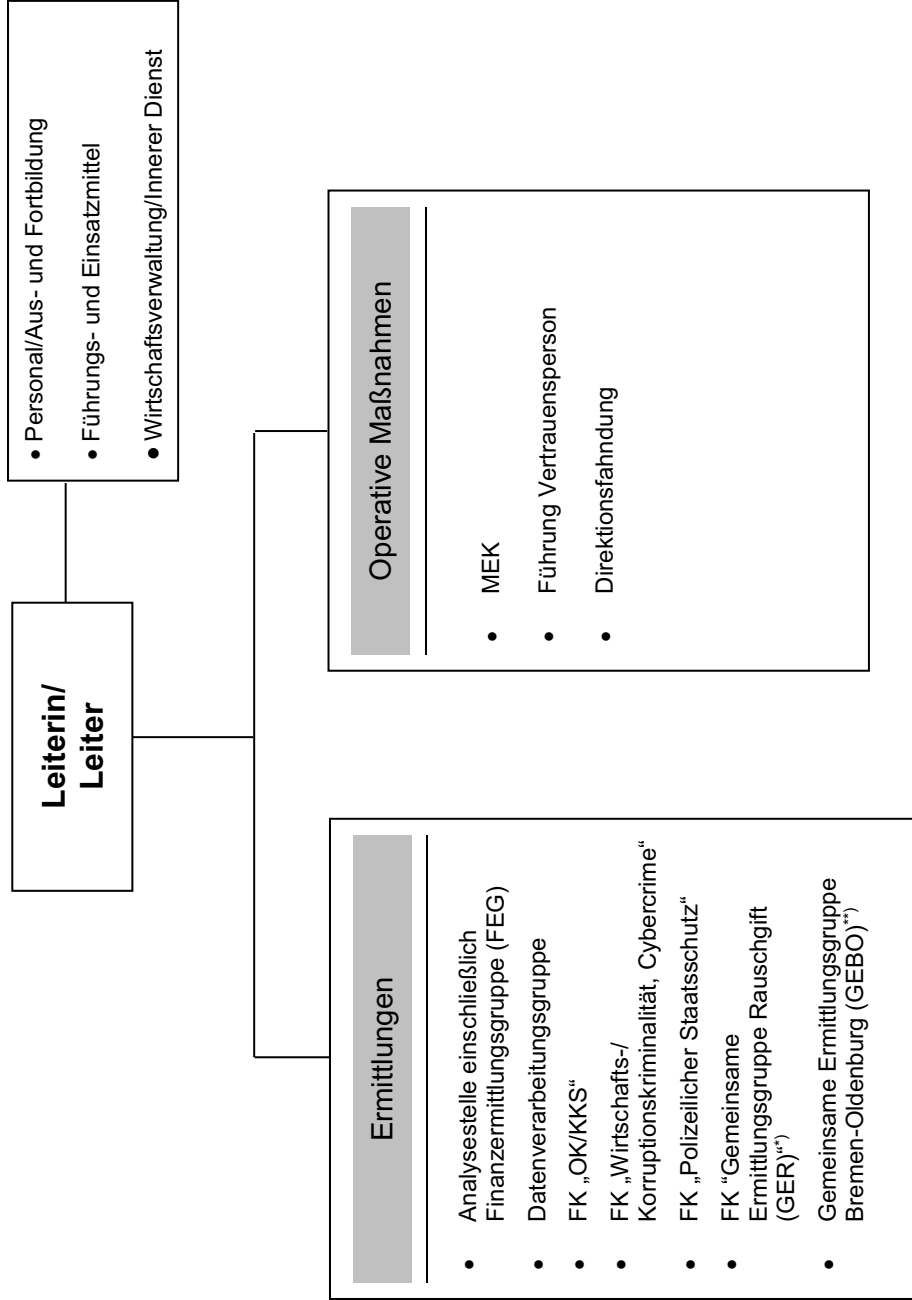 Leiterin/
Leiter
• Personal/Aus- und Fortbildung
• Führungs- und Einsatzmittel
• Wirtschaftsverwaltung/Innerer Dienst
Ermittlungen
• Analysestelle einschließlich
Finanzermittlungsgruppe (FEG)
• Datenverarbeitungsgruppe
• FK „OK/KKS“
• FK „Wirtschafts-/
Korruptionskriminalität, Cybercrime“
• FK „Polizeilicher Staatsschutz“
• FK “Gemeinsame
Ermittlungsgruppe Rauschgift
(GER)“*)
• Gemeinsame Ermittlungsgruppe
Bremen-Oldenburg (GEBO)**)
Operative Maßnahmen
• MEK
• Führung Vertrauensperson
• Direktionsfahndung